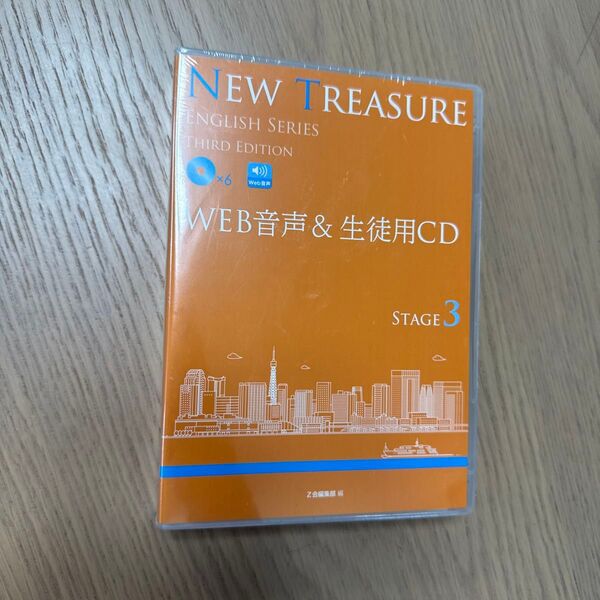 NEW TREASURE
ENGLISH SERIES
THIRD EDITION
×6
Web音声
WEB音声 & 生徒用CD
STAGE 3
Z会編集部 編